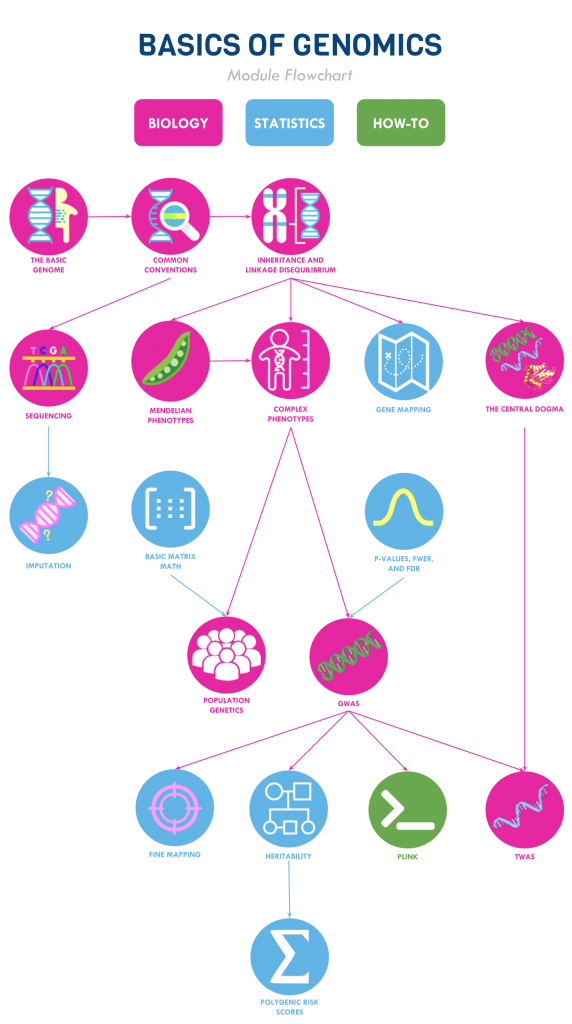 BASICS OF GENOMICS
Module Flowchart
BIOLOGY
STATISTICS
HOW-TO
THE BASIC
GENOME
COMMON
CONVENTIONS
INHERITANCE AND
LINKAGE DISEQUILIBRIUM
T C G A
SEQUENCING
MENDELIAN
PHENOTYPES
COMPLEX
PHENOTYPES
GENE MAPPING
THE CENTRAL DOGMA
?
?
IMPUTATION
BASIC MATRIX
MATH
P-VALUES, FWER,
AND FDR
POPULATION
GENETICS
GWAS
FINE MAPPING
HERITABILITY
PLINK
TWAS
Σ
POLYGENIC RISK
SCORES